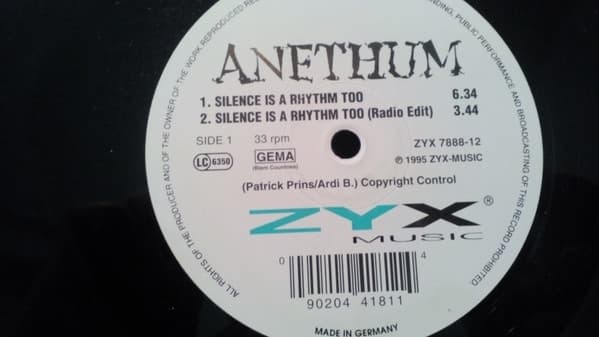 ANETHUM
1. SILENCE IS A RHYTHM TOO 6.34
2. SILENCE IS A RHYTHM TOO (Radio Edit) 3.44
SIDE 1 33 rpm ZYX 7888-12
LC 6350 GEMA ℗ 1995 ZYX-MUSIC
(Biem Countries)
(Patrick Prins/Ardi B.) Copyright Control
ZYX®
MUSIC
0 4
90204 41811
MADE IN GERMANY
ALL RIGHTS OF THE PRODUCER AND OF THE OWNER OF THE WORK REPRODUCED RESERVED
PUBLIC PERFORMANCE AND BROADCASTING OF THIS RECORD PROHIBITED